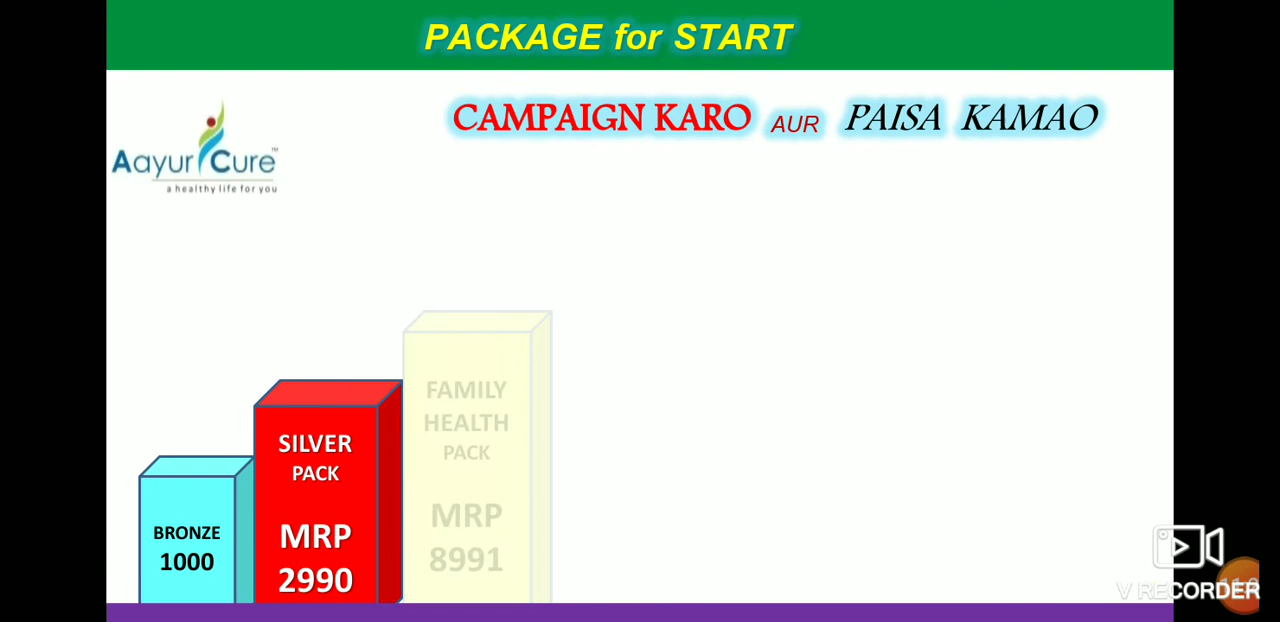 PACKAGE for START
CAMPAIGN KARO AUR PAISA KAMAO
Aayur Cure™
a healthy life for you
FAMILY
HEALTH
PACK
MRP
8991
SILVER
PACK
MRP
2990
BRONZE
1000
V RECORDER